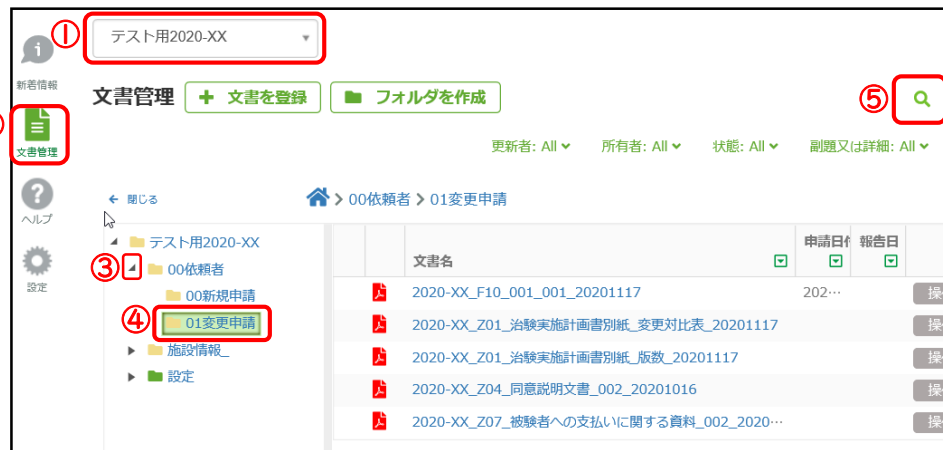 ① テスト用2020-XX
新着情報
文書管理 + 文書を登録 フォルダを作成 ⑤
文書管理
更新者: All 所有者: All 状態: All 副題又は詳細: All
ヘルプ
← 閉じる > 00依頼者 > 01変更申請
テスト用2020-XX
文書名 申請日付 報告日
③ 00依頼者
設定
00新規申請 2020-XX_F10_001_001_20201117 202…
④ 01変更申請 2020-XX_Z01_治験実施計画書別紙_変更対比表_20201117
施設情報_ 2020-XX_Z01_治験実施計画書別紙_版数_20201117
設定
2020-XX_Z04_同意説明文書_002_20201016
2020-XX_Z07_被験者への支払いに関する資料_002_2020…